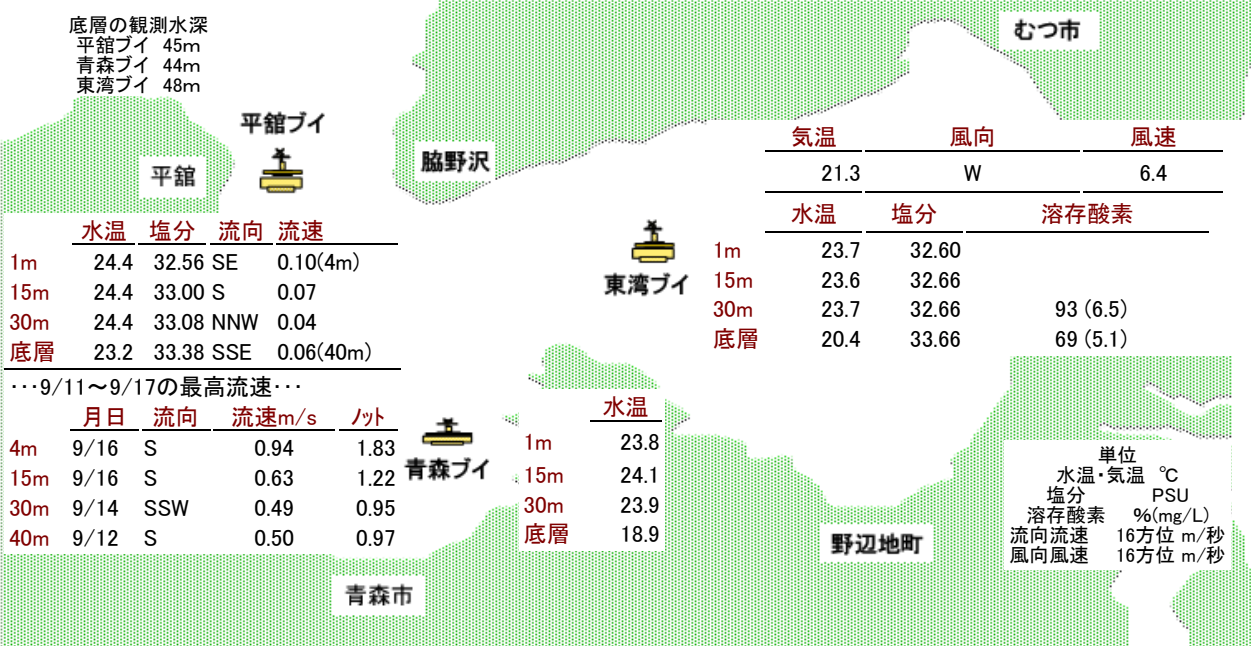 底層の観測水深
平舘ブイ 45m
青森ブイ 44m
東湾ブイ 48m
むつ市
平舘ブイ
平舘
脇野沢
気温 風向 風速
21.3 W 6.4
水温 塩分 溶存酸素
1m 23.7 32.60
15m 23.6 32.66
30m 23.7 32.66 93 (6.5)
底層 20.4 33.66 69 (5.1)
東湾ブイ
水温 塩分 流向 流速
1m 24.4 32.56 SE 0.10(4m)
15m 24.4 33.00 S 0.07
30m 24.4 33.08 NNW 0.04
底層 23.2 33.38 SSE 0.06(40m)
･･･9/11～9/17の最高流速･･･
月日 流向 流速m/s ﾉｯﾄ
4m 9/16 S 0.94 1.83
15m 9/16 S 0.63 1.22
30m 9/14 SSW 0.49 0.95
40m 9/12 S 0.50 0.97
青森ブイ
水温
1m 23.8
15m 24.1
30m 23.9
底層 18.9
単位
水温・気温 ℃
塩分 PSU
溶存酸素 %(mg/L)
流向流速 16方位 m/秒
風向風速 16方位 m/秒
野辺地町
青森市